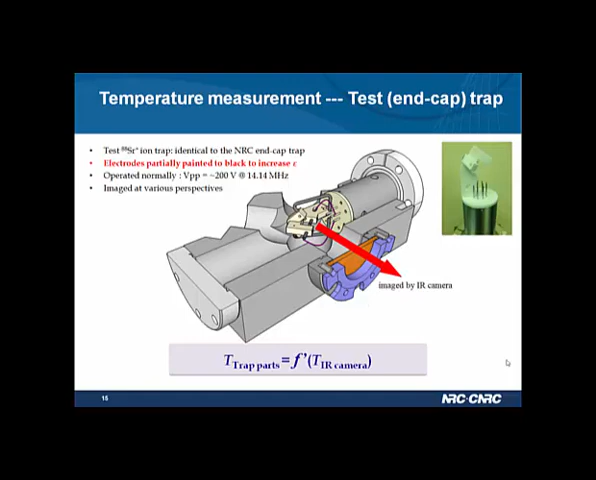 Temperature measurement --- Test (end-cap) trap
• Test ⁸⁸Sr⁺ ion trap: identical to the NRC end-cap trap
• Electrodes partially painted to black to increase ε
• Operated normally : Vpp = ~200 V @ 14.14 MHz
• Imaged at various perspectives
imaged by IR camera
T Trap parts = f'(T IR camera)
15
NRC·CNRC